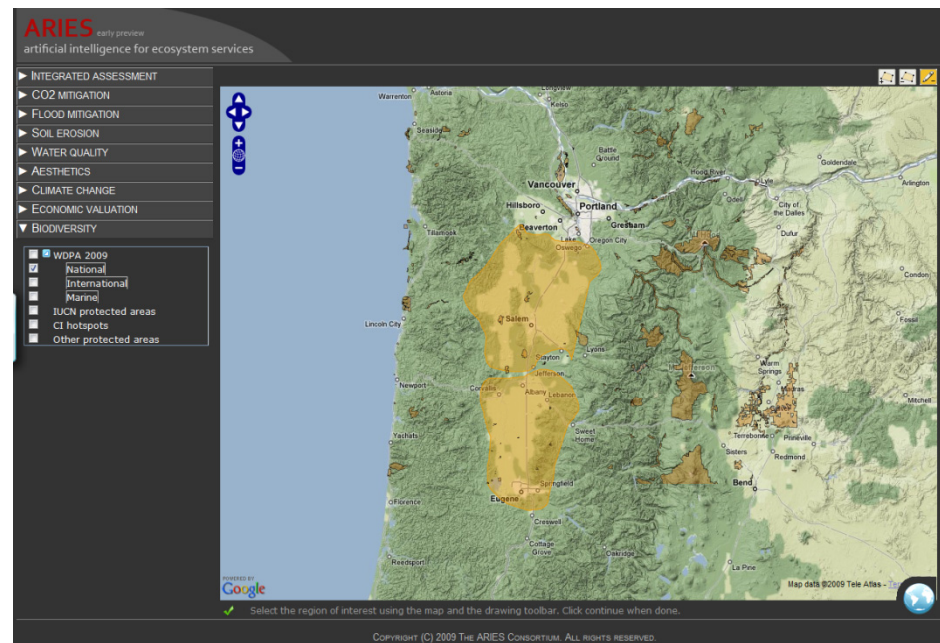 ARIES early preview
artificial intelligence for ecosystem services
▶ INTEGRATED ASSESSMENT
▶ CO2 MITIGATION
▶ FLOOD MITIGATION
▶ SOIL EROSION
▶ WATER QUALITY
▶ AESTHETICS
▶ CLIMATE CHANGE
▶ ECONOMIC VALUATION
▼ BIODIVERSITY
WDPA 2009
National
International
Marine
IUCN protected areas
CI hotspots
Other protected areas
Longview
Warrenton
Astoria
Kelso
Seaside
Battle Ground
Goldendale
Hood River
Lyle
Arlington
Vancouver
Odell
City of the Dalles
Hillsboro
Portland
Beaverton
Gresham
Dufur
Tillamook
Lake Oswego
Oregon City
Condon
Salem
Lincoln City
Fossil
Stayton
Lyons
Jefferson
Mt Jefferson
Warm Springs
Newport
Corvallis
Albany
Lebanon
Madras
Mitchell
Sweet Home
Yachats
Terrebonne
Prineville
Sisters
Redmond
Eugene
Springfield
Bend
Florence
Creswell
Cottage Grove
Oakridge
Reedsport
La Pine
POWERED BY
Google
Map data ©2009 Tele Atlas -
Select the region of interest using the map and the drawing toolbar. Click continue when done.
COPYRIGHT (C) 2009 THE ARIES CONSORTIUM. ALL RIGHTS RESERVED.